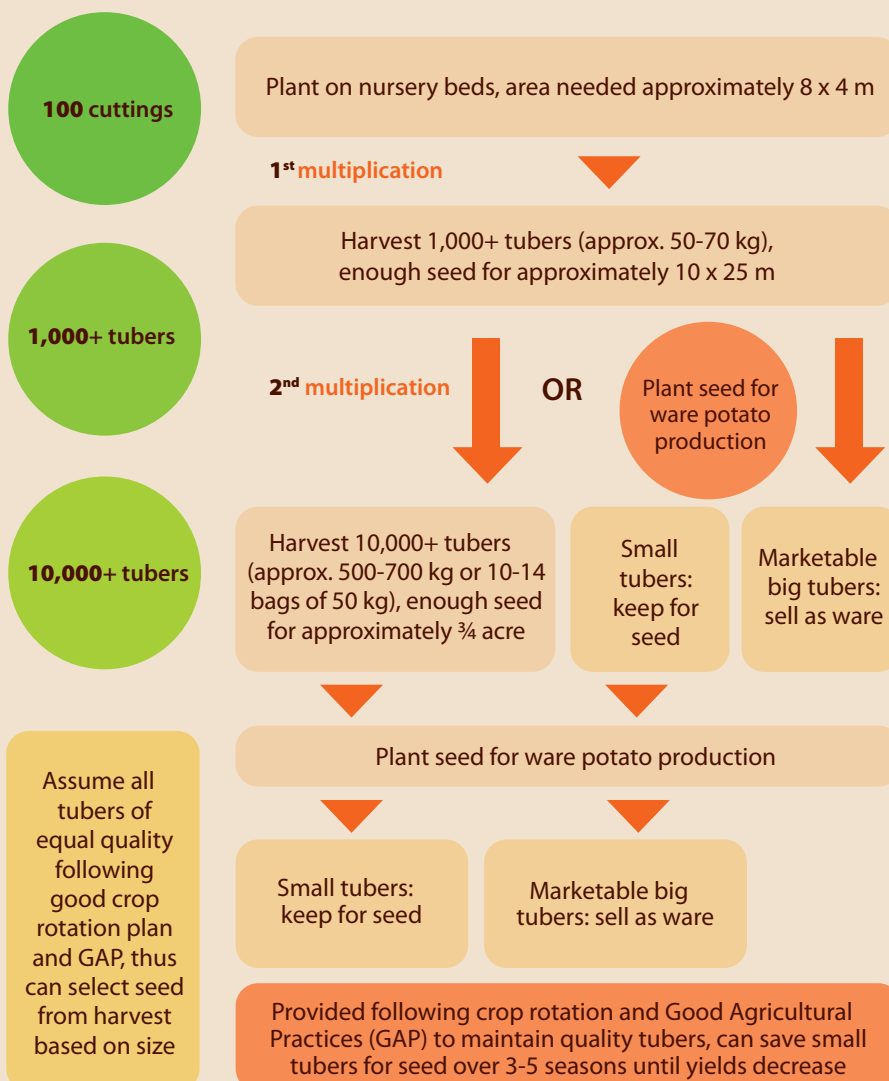 100 cuttings
Plant on nursery beds, area needed approximately 8 x 4 m
1st multiplication
Harvest 1,000+ tubers (approx. 50-70 kg),
enough seed for approximately 10 x 25 m
1,000+ tubers
2nd multiplication
OR
Plant seed for
ware potato
production
10,000+ tubers
Harvest 10,000+ tubers
(approx. 500-700 kg or 10-14
bags of 50 kg), enough seed
for approximately ¾ acre
Small
tubers:
keep for
seed
Marketable
big tubers:
sell as ware
Plant seed for ware potato production
Assume all
tubers of
equal quality
following
good crop
rotation plan
and GAP, thus
can select seed
from harvest
based on size
Small tubers:
keep for seed
Marketable big
tubers: sell as ware
Provided following crop rotation and Good Agricultural
Practices (GAP) to maintain quality tubers, can save small
tubers for seed over 3-5 seasons until yields decrease